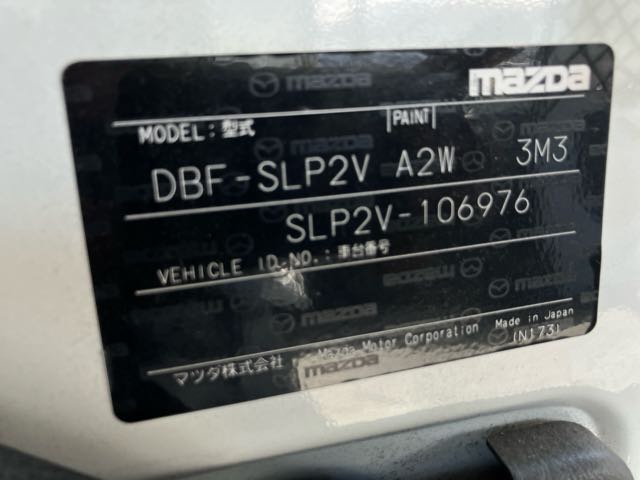 mazda
MODEL: 型式 PAINT
DBF-SLP2V A2W 3M3
SLP2V-106976
VEHICLE ID.NO.: 車台番号
マツダ株式会社 Mazda Motor Corporation Made in Japan
(N173)